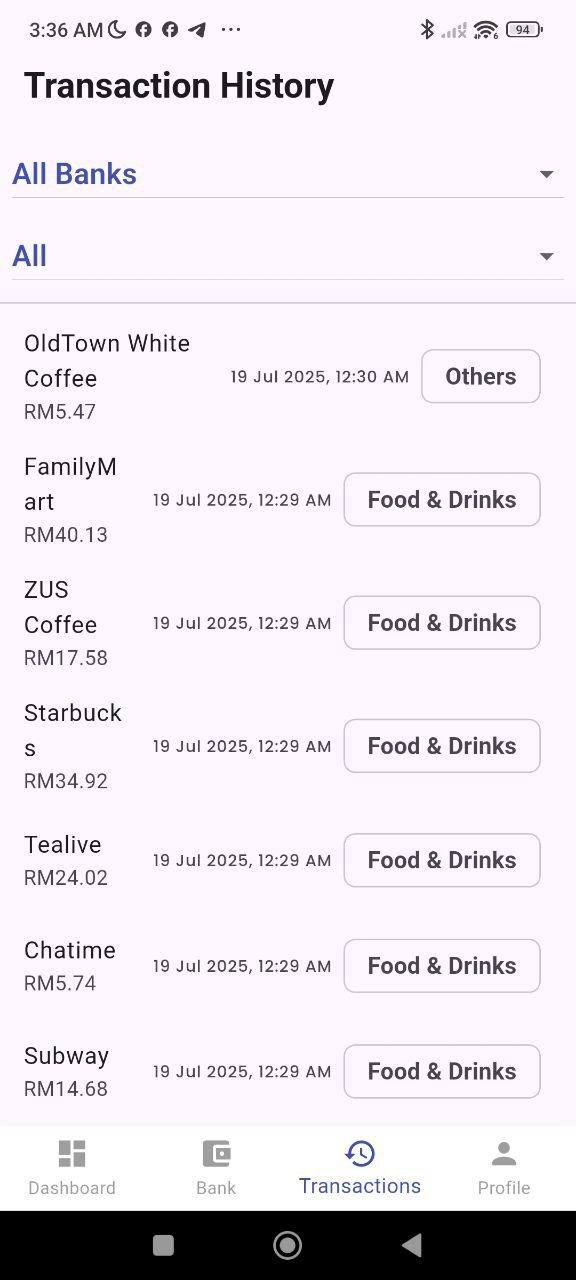 3:36 AM
94
Transaction History
All Banks
All
OldTown White
Coffee
RM5.47
19 Jul 2025, 12:30 AM
Others
FamilyM
art
RM40.13
19 Jul 2025, 12:29 AM
Food & Drinks
ZUS
Coffee
RM17.58
19 Jul 2025, 12:29 AM
Food & Drinks
Starbuck
s
RM34.92
19 Jul 2025, 12:29 AM
Food & Drinks
Tealive
RM24.02
19 Jul 2025, 12:29 AM
Food & Drinks
Chatime
RM5.74
19 Jul 2025, 12:29 AM
Food & Drinks
Subway
RM14.68
19 Jul 2025, 12:29 AM
Food & Drinks
Dashboard
Bank
Transactions
Profile